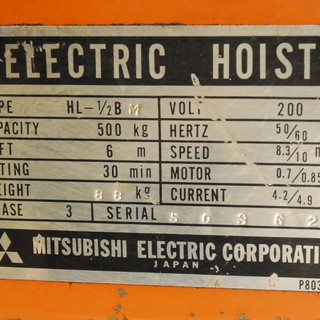 ELECTRIC HOIST
YPE HL-1/2B M VOLT 200
APACITY 500 kg HERTZ 50/60
FT 6 m SPEED 8.3/10 m
TING 30 min MOTOR 0.7/0.85
EIGHT 88 kg CURRENT 4.2/4.9
ASE 3 SERIAL 50362
MITSUBISHI ELECTRIC CORPORATI
JAPAN
P803